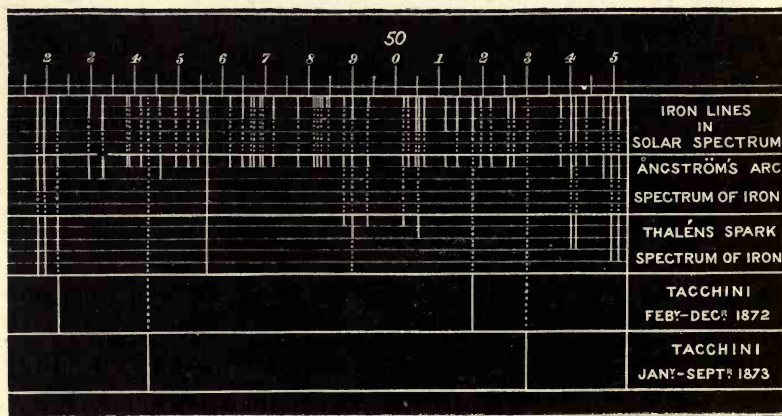 50
2 3 4 5 6 7 8 9 0 1 2 3 4 5
IRON LINES
IN
SOLAR SPECTRUM
ÅNGSTRÖM'S ARC
SPECTRUM OF IRON
THALÉNS SPARK
SPECTRUM OF IRON
TACCHINI
FEBY-DECR 1872
TACCHINI
JANY-SEPTR 1873